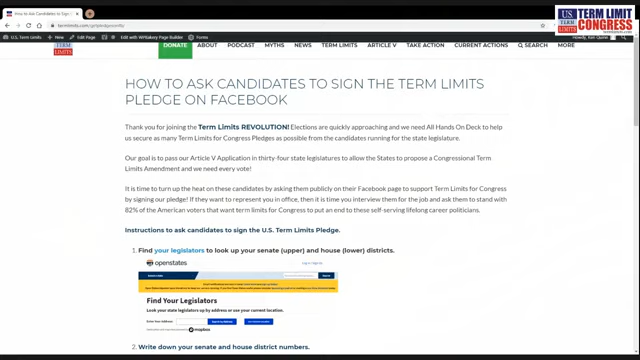 How to Ask Candidates to Sign
termlimits.com/
U.S. Term Limits New Edit Page Edit with WPBakery Page Builder Forms
Howdy, Ken Quinn
U.S. TERM LIMITS
TERM LIMIT CONGRESS
DONATE ABOUT PODCAST MYTHS NEWS TERM LIMITS ARTICLE V TAKE ACTION CURRENT ACTIONS SEARCH MORE
HOW TO ASK CANDIDATES TO SIGN THE TERM LIMITS
PLEDGE ON FACEBOOK
Thank you for joining the Term Limits REVOLUTION! Elections are quickly approaching and we need All Hands On Deck to help
us secure as many Term Limits for Congress Pledges as possible from the candidates running for the state legislature.
Our goal is to pass our Article V Application in thirty-four state legislatures to allow the States to propose a Congressional Term
Limits Amendment and we need every vote!
It is time to turn up the heat on these candidates by asking them publicly on their Facebook page to support Term Limits for Congress
by signing our pledge! If they want to represent you in office, then it is time you interview them for the job and ask them to stand with
82% of the American voters that want term limits for Congress to put an end to these self-serving lifelong career politicians.
Instructions to ask candidates to sign the U.S. Term Limits Pledge.
1. Find your legislators to look up your senate (upper) and house (lower) districts.
openstates
Find Your Legislators
Look your state legislators up by address or use your current location.
Enter Your Address:
mapbox
2. Write down your senate and house district numbers.